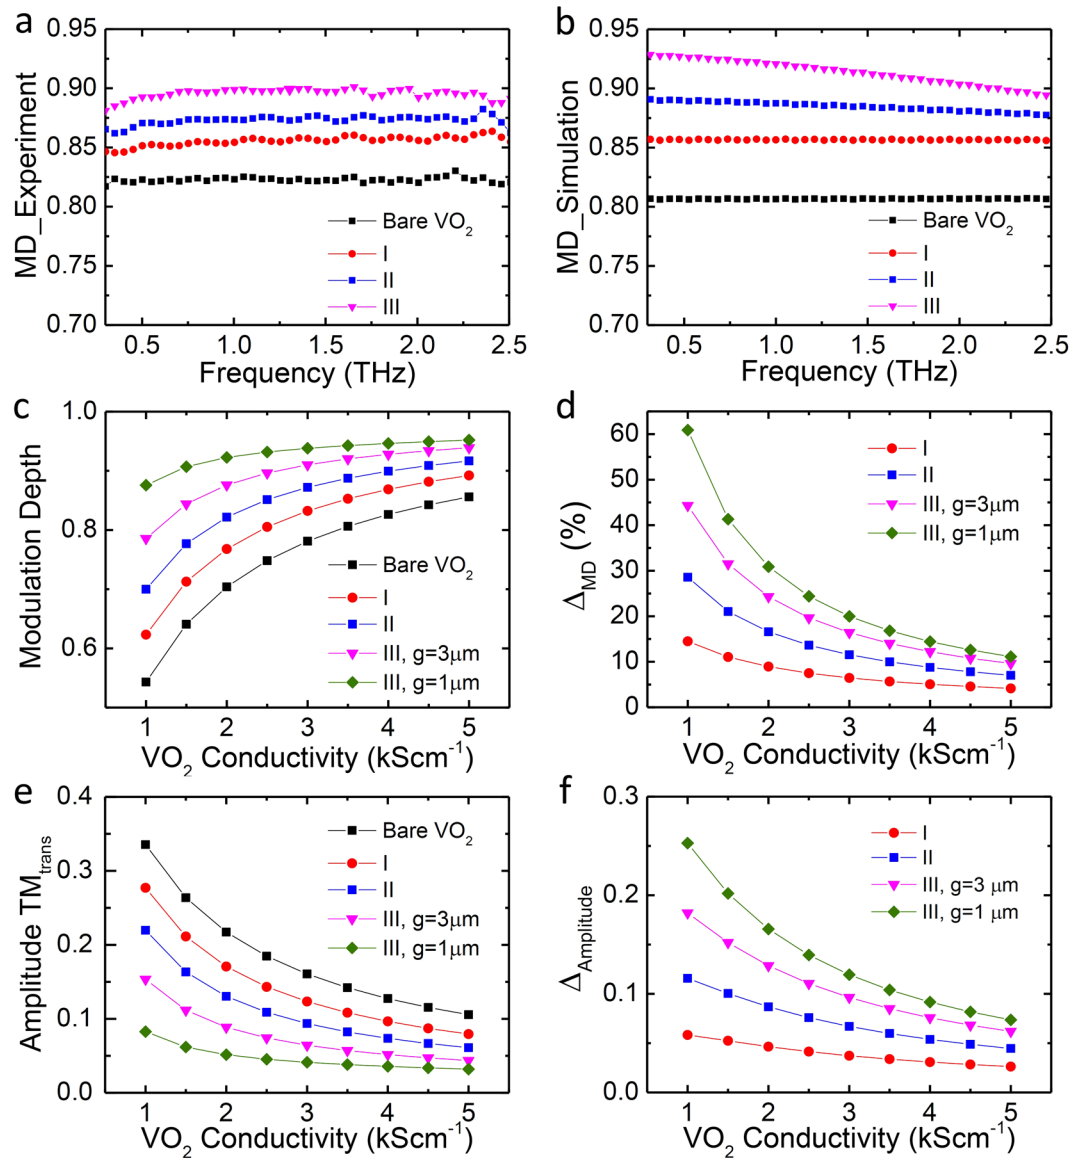 a
MD_Experiment
0.95
0.90
0.85
0.80
0.75
0.70
Bare VO₂
I
II
III
0.5 1.0 1.5 2.0 2.5
Frequency (THz)
b
MD_Simulation
0.95
0.90
0.85
0.80
0.75
0.70
Bare VO₂
I
II
III
0.5 1.0 1.5 2.0 2.5
Frequency (THz)
c
Modulation Depth
1.0
0.8
0.6
Bare VO₂
I
II
III, g=3μm
III, g=1μm
1 2 3 4 5
VO₂ Conductivity (kScm⁻¹)
d
Δ_MD (%)
60
50
40
30
20
10
0
I
II
III, g=3μm
III, g=1μm
1 2 3 4 5
VO₂ Conductivity (kScm⁻¹)
e
Amplitude TM_trans
0.4
0.3
0.2
0.1
0.0
Bare VO₂
I
II
III, g=3μm
III, g=1μm
1 2 3 4 5
VO₂ Conductivity (kScm⁻¹)
f
Δ_Amplitude
0.3
0.2
0.1
0.0
I
II
III, g=3 μm
III, g=1 μm
1 2 3 4 5
VO₂ Conductivity (kScm⁻¹)